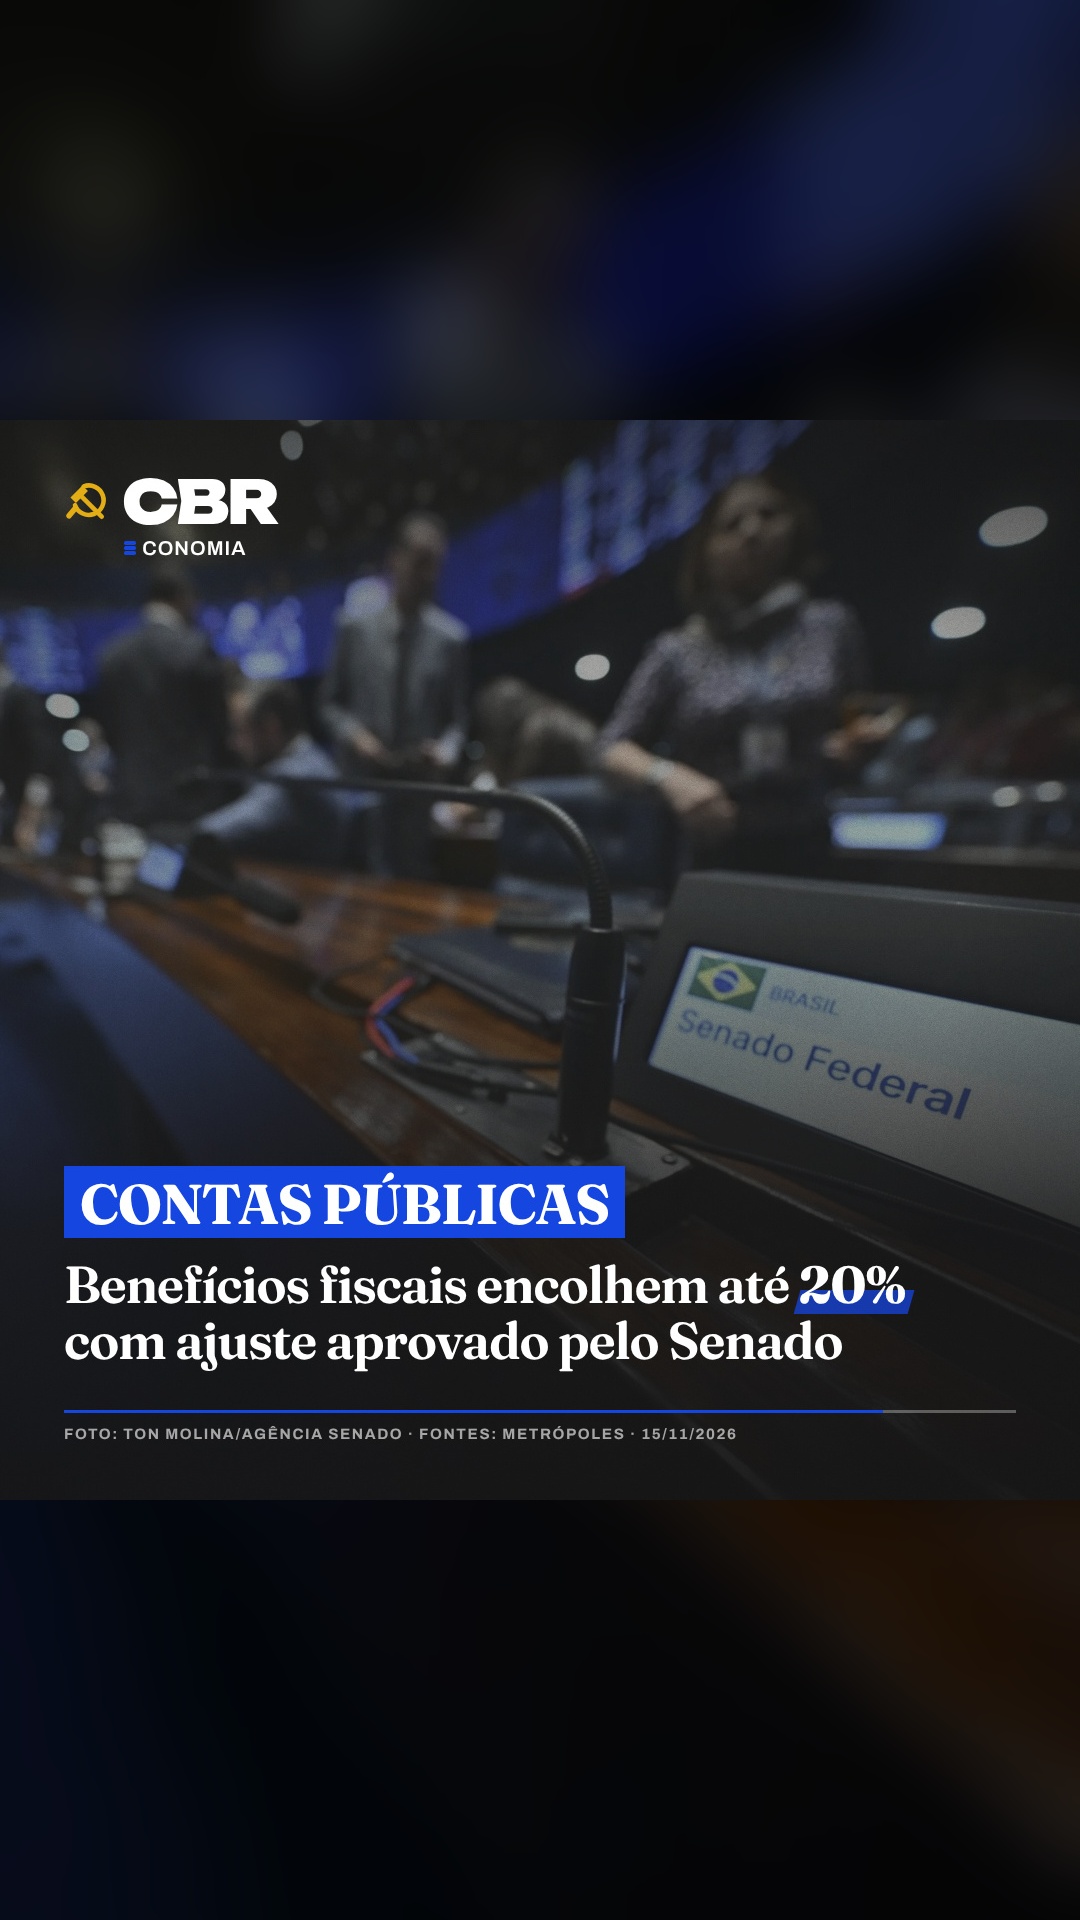 CBR
CONOMIA
BRASIL
Senado Federal
CONTAS PÚBLICAS
Benefícios fiscais encolhem até 20%
com ajuste aprovado pelo Senado
FOTO: TON MOLINA/AGÊNCIA SENADO · FONTES: METRÓPOLES · 15/11/2026